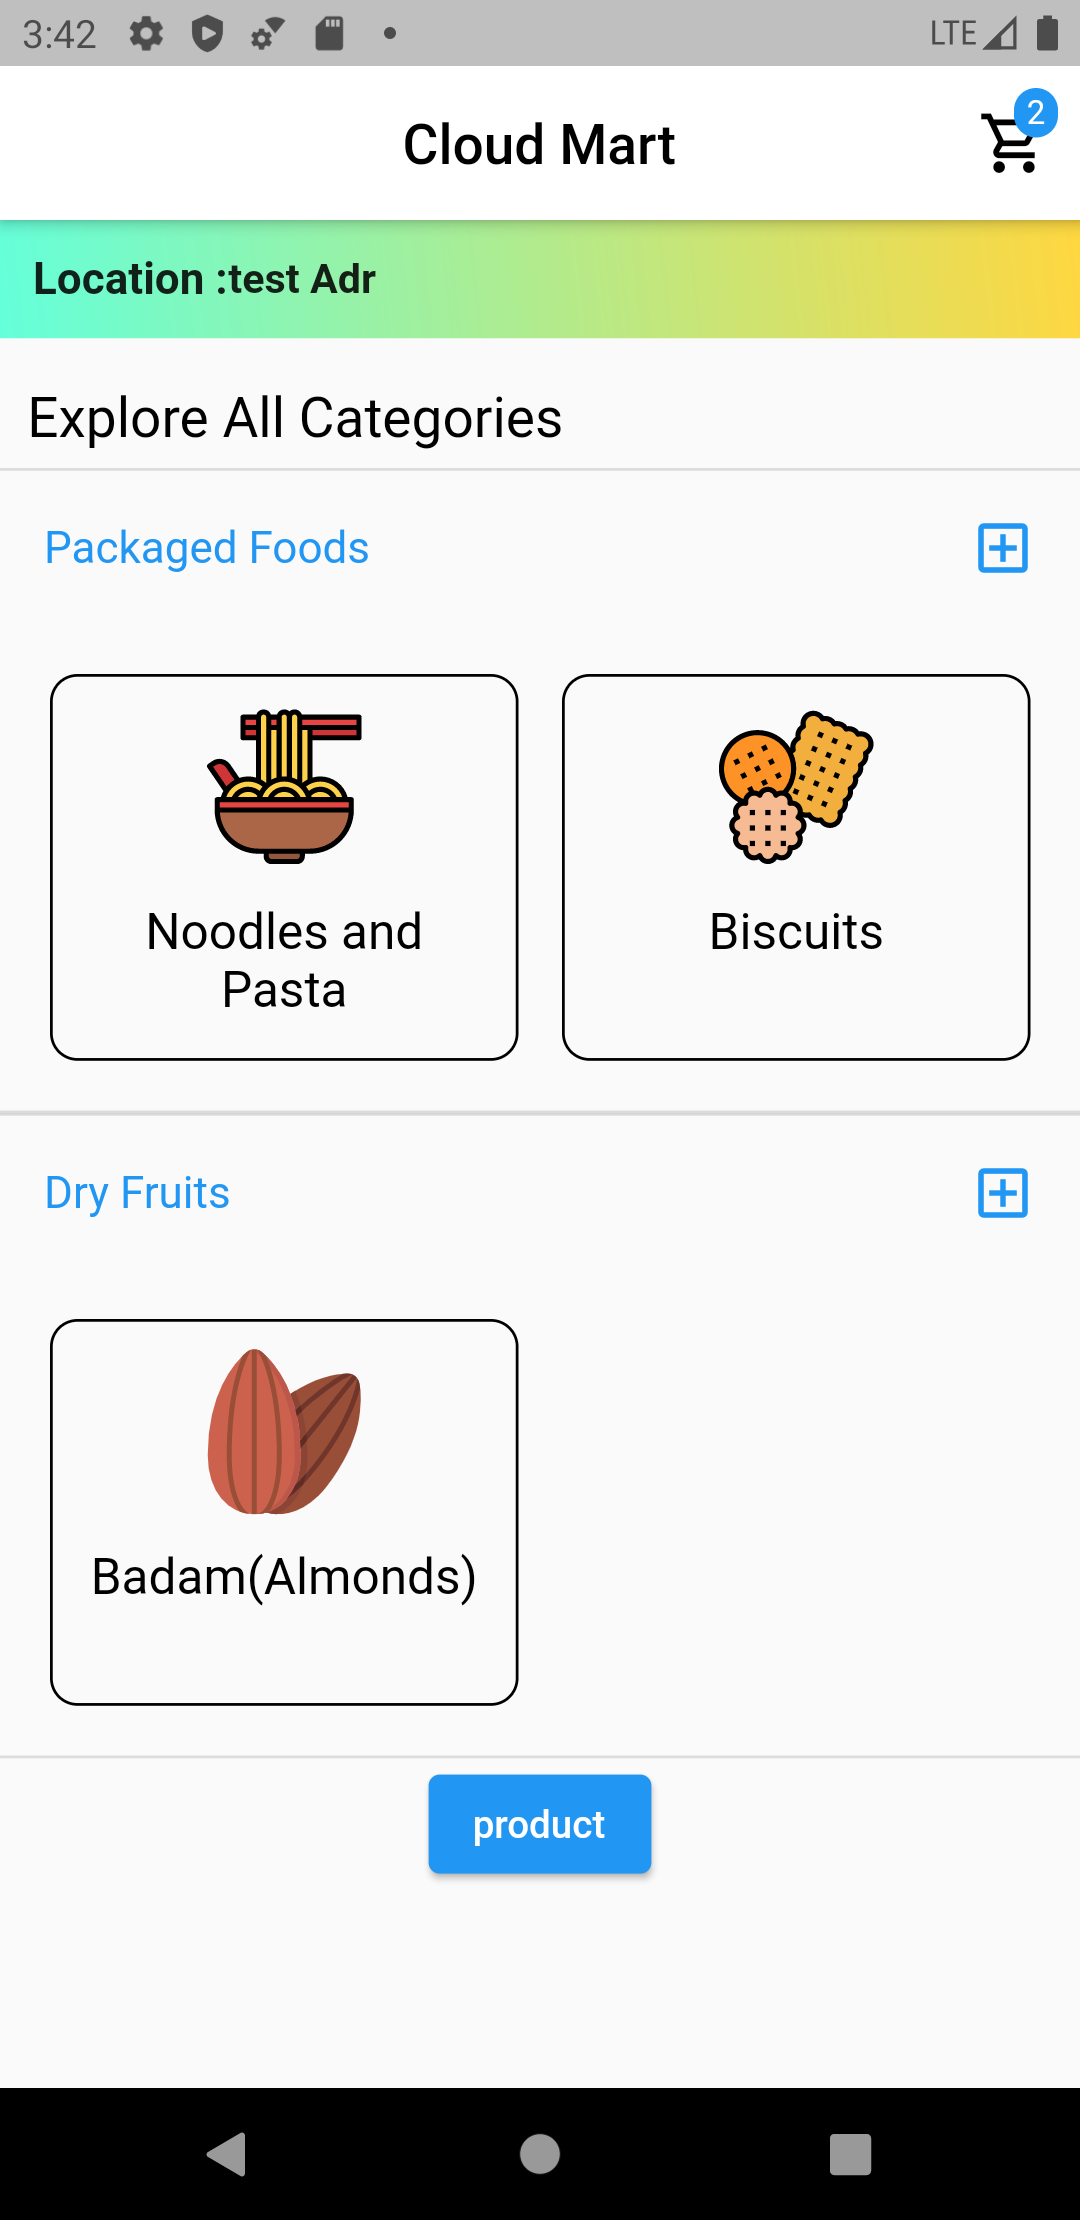 3:42
LTE
Cloud Mart
2
Location :test Adr
Explore All Categories
Packaged Foods
Noodles and
Pasta
Biscuits
Dry Fruits
Badam(Almonds)
product